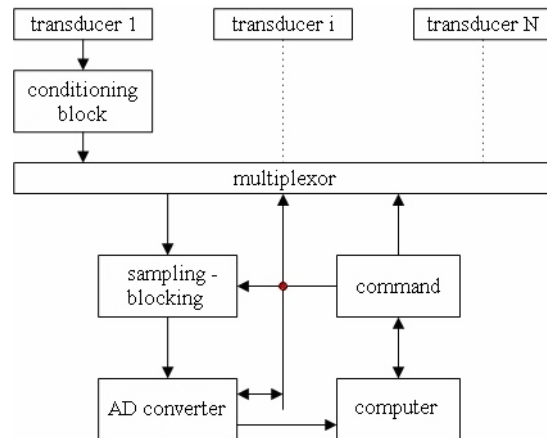 transducer 1
transducer i
transducer N
conditioning
block
multiplexor
sampling -
blocking
command
AD converter
computer